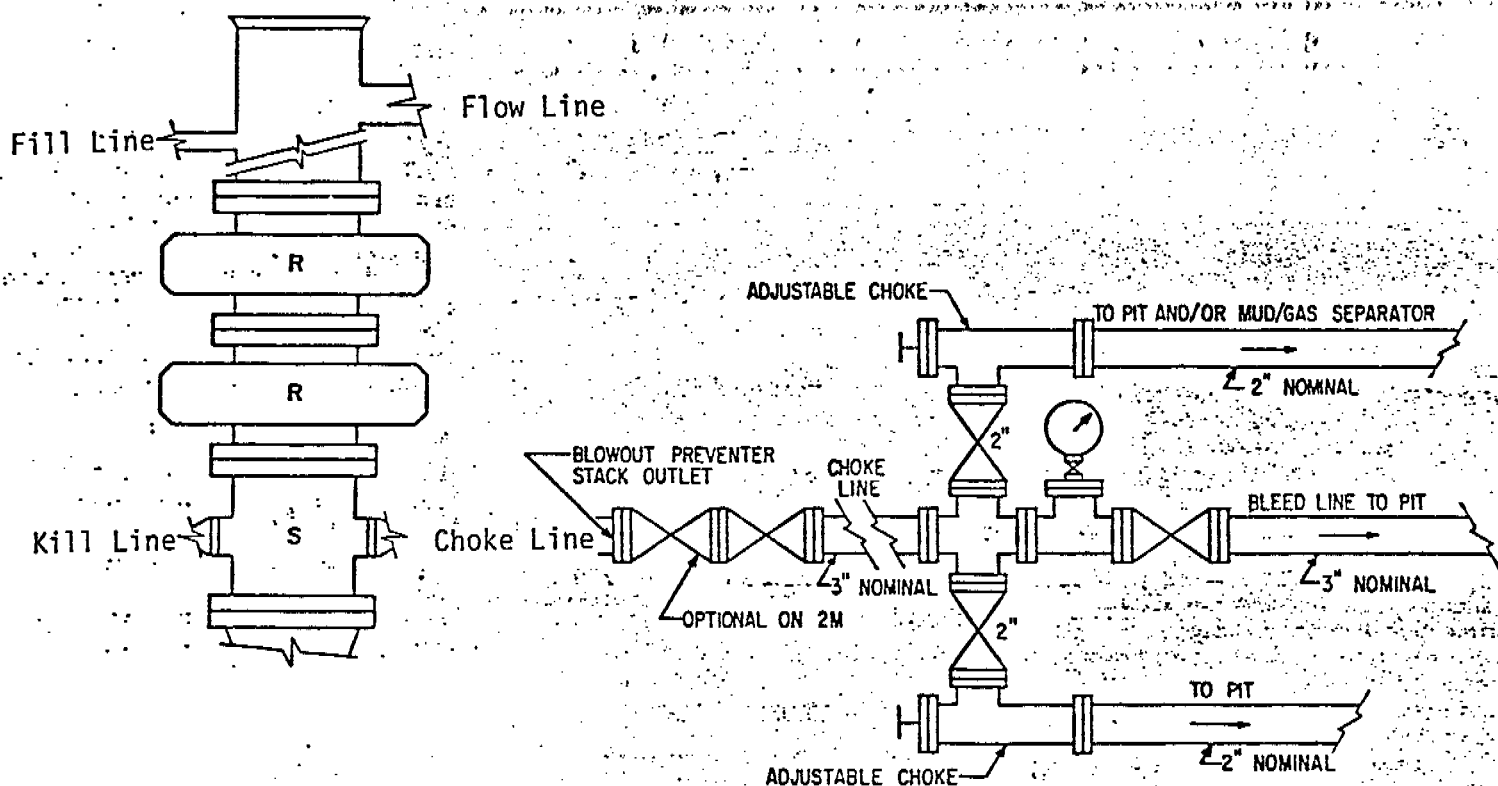 Flow Line
Fill Line
R
R
S
Kill Line
Choke Line
ADJUSTABLE CHOKE
TO PIT AND/OR MUD/GAS SEPARATOR
2" NOMINAL
2"
BLOWOUT PREVENTER
STACK OUTLET
CHOKE
LINE
BLEED LINE TO PIT
3" NOMINAL
3" NOMINAL
OPTIONAL ON 2M
2"
TO PIT
2" NOMINAL
ADJUSTABLE CHOKE